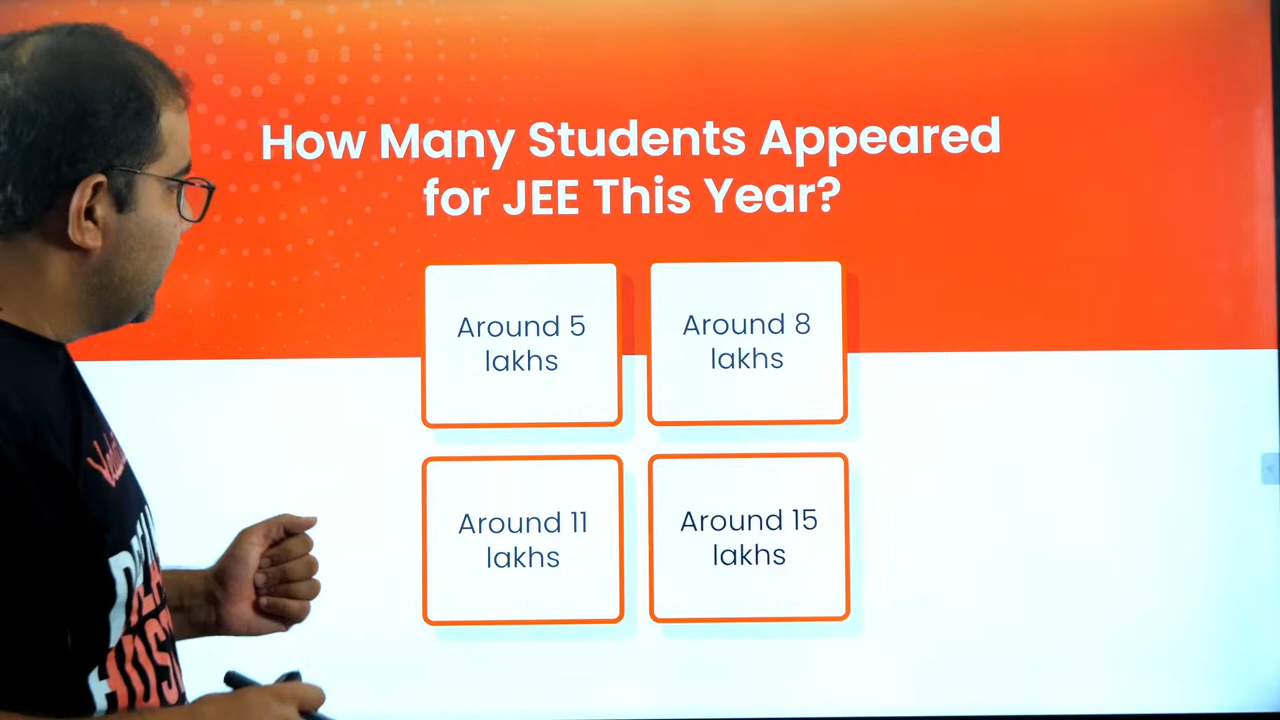 How Many Students Appeared
for JEE This Year?
Around 5
lakhs
Around 8
lakhs
Around 11
lakhs
Around 15
lakhs